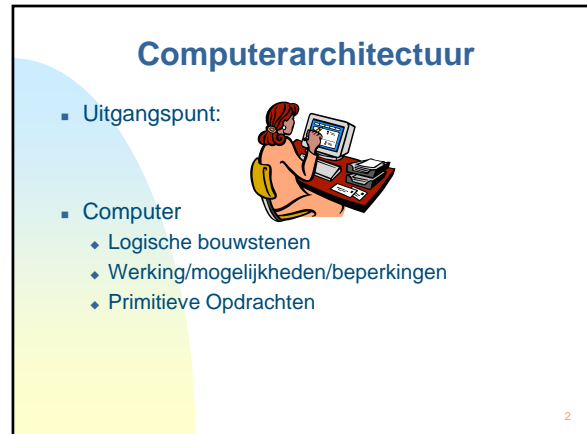 Computerarchitectuur
Uitgangspunt:
Computer
Logische bouwstenen
Werking/mogelijkheden/beperkingen
Primitieve Opdrachten
2